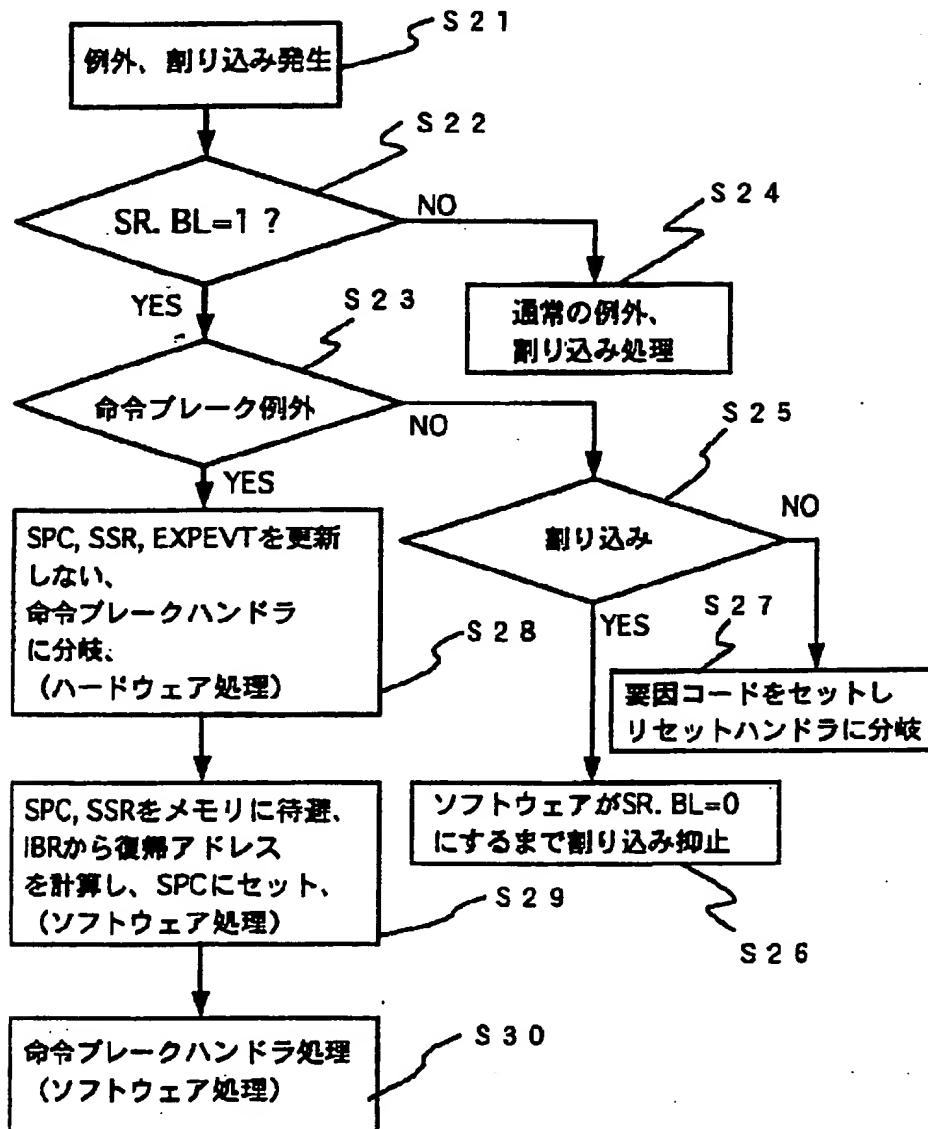 S21
例外、割り込み発生
S22
SR. BL=1 ?
NO
S24
YES
S23
通常の例外、
割り込み処理
命令ブレーク例外
NO
S25
YES
割り込み
NO
SPC, SSR, EXPEVTを更新
しない、
命令ブレークハンドラ
に分岐、
(ハードウェア処理)
S28
YES
S27
要因コードをセットし
リセットハンドラに分岐
SPC, SSRをメモリに待避、
IBRから復帰アドレス
を計算し、SPCにセット、
(ソフトウェア処理)
S29
ソフトウェアがSR. BL=0
にするまで割り込み抑止
S26
命令ブレークハンドラ処理
(ソフトウェア処理)
S30